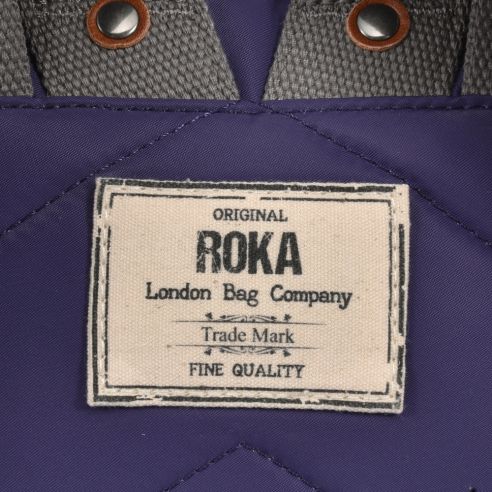 ORIGINAL
ROKA
London Bag Company
Trade Mark
FINE QUALITY